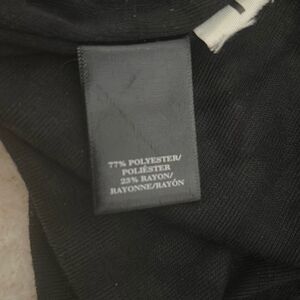 77% POLYESTER/
POLIÉSTER
23% RAYON/
RAYONNE/RAYÓN